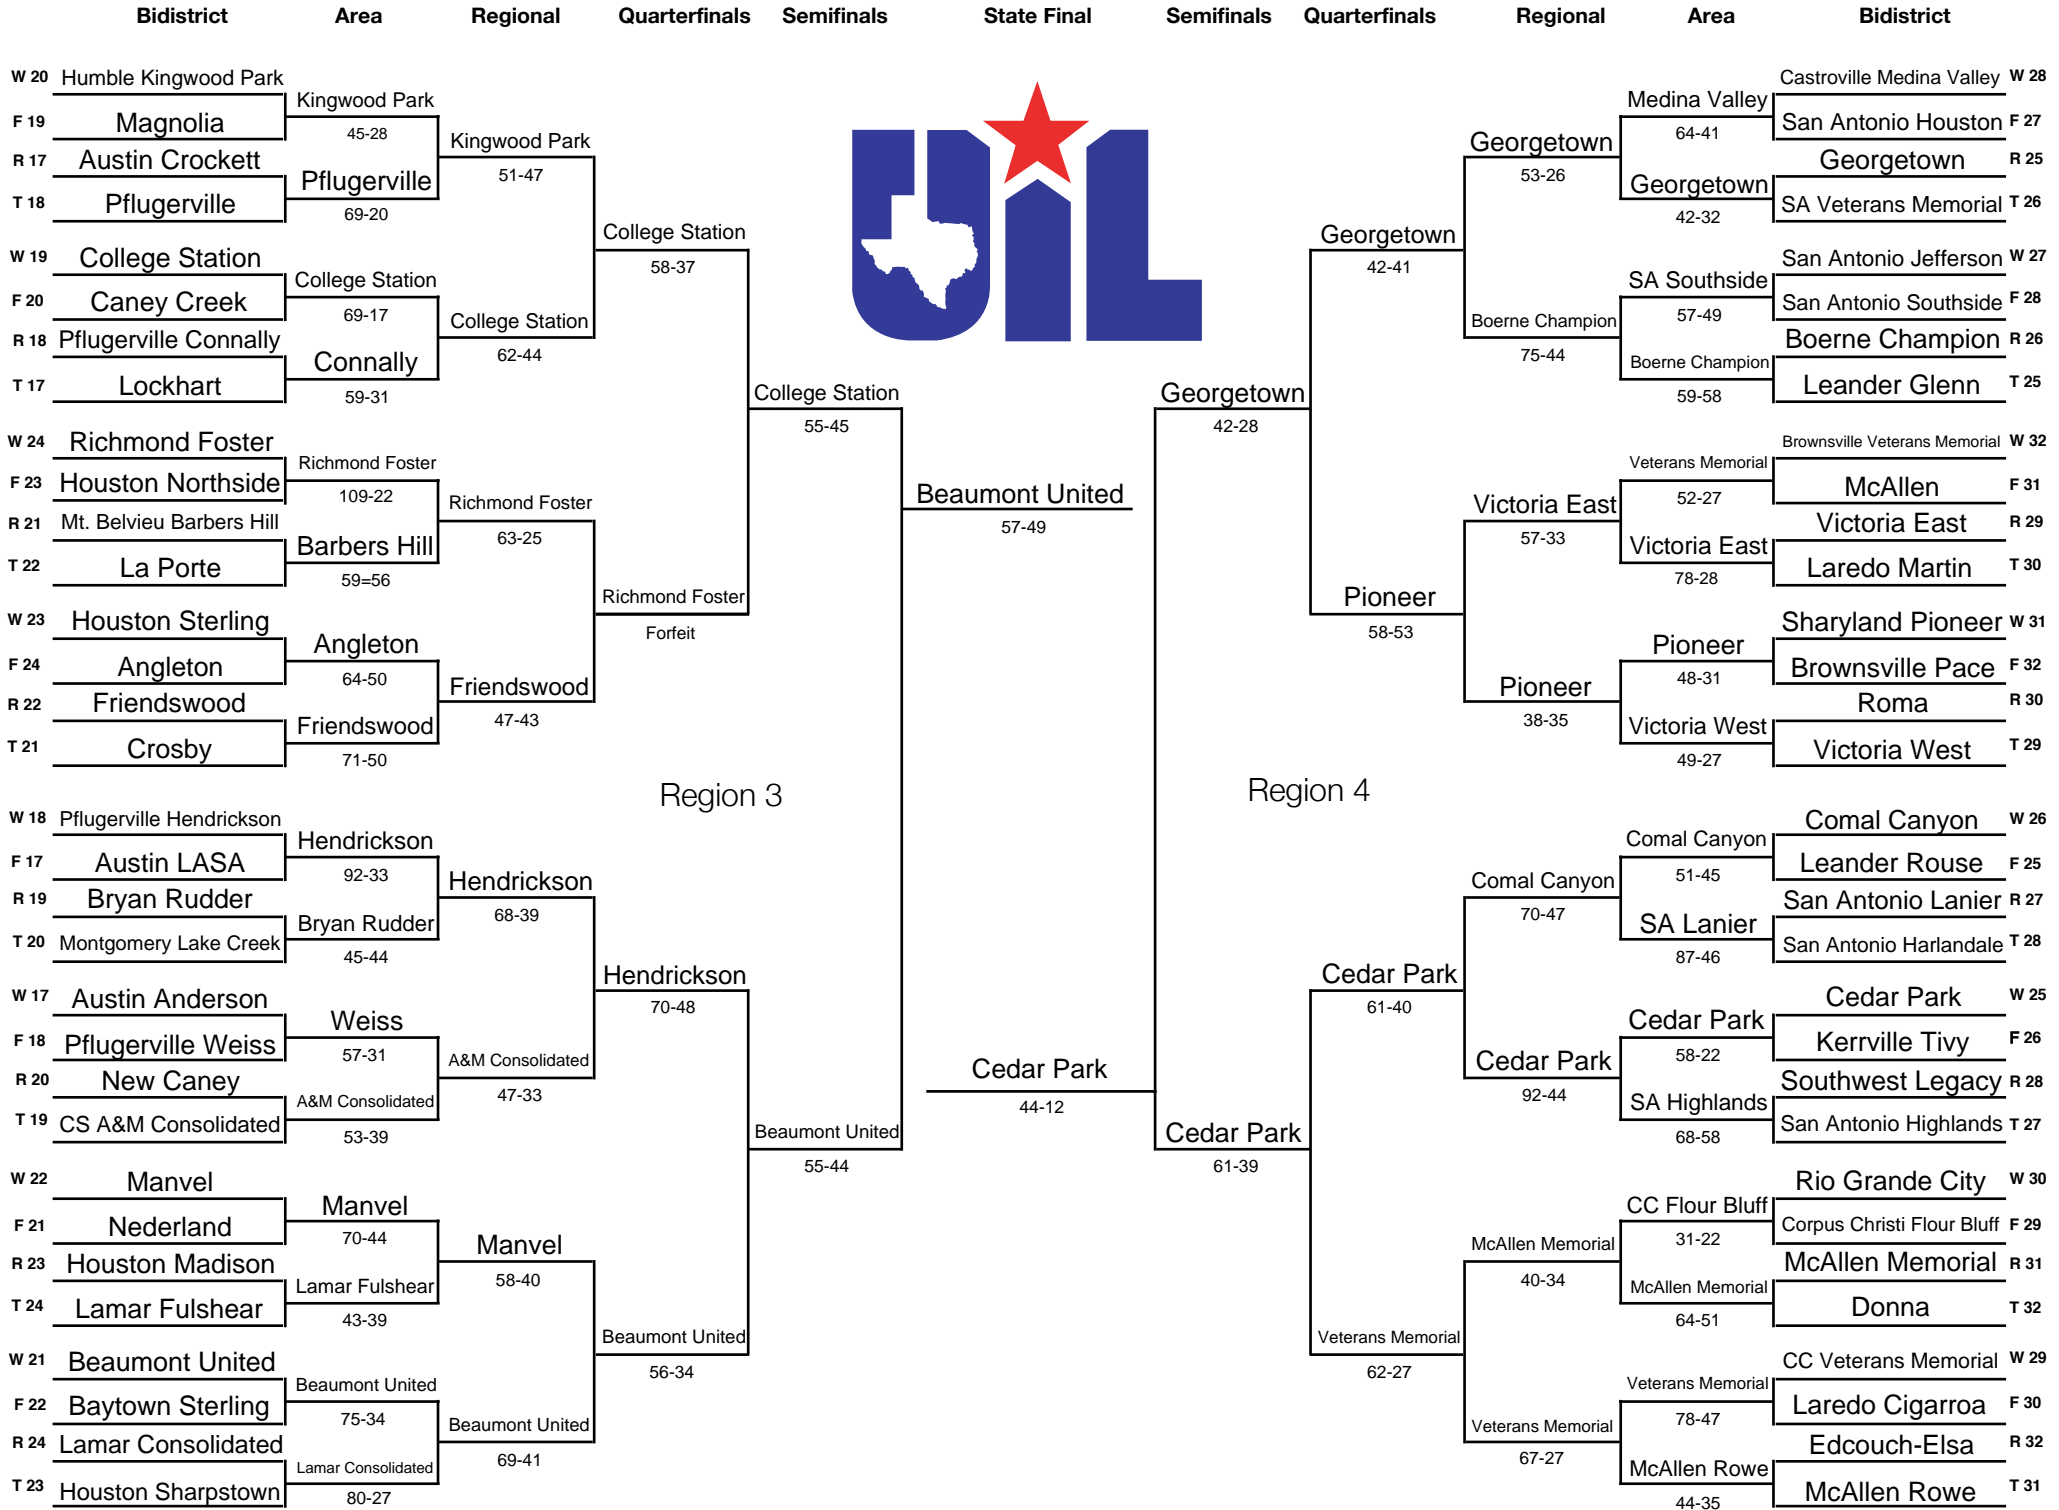 Bidistrict Area Regional Quarterfinals Semifinals State Final Semifinals Quarterfinals Regional Area Bidistrict
W 20 Humble Kingwood Park
Kingwood Park
F 19 Magnolia
45-28
Kingwood Park
R 17 Austin Crockett
51-47
Pflugerville
T 18 Pflugerville
69-20
College Station
58-37
W 19 College Station
College Station
F 20 Caney Creek
69-17
College Station
R 18 Pflugerville Connally
62-44
Connally
T 17 Lockhart
59-31
College Station
55-45
W 24 Richmond Foster
Richmond Foster
F 23 Houston Northside
109-22
Richmond Foster
R 21 Mt. Belvieu Barbers Hill
63-25
Barbers Hill
T 22 La Porte
59=56
Richmond Foster
Forfeit
W 23 Houston Sterling
Angleton
F 24 Angleton
64-50
Friendswood
R 22 Friendswood
47-43
Friendswood
T 21 Crosby
71-50
Beaumont United
57-49
Region 3
W 18 Pflugerville Hendrickson
Hendrickson
F 17 Austin LASA
92-33
Hendrickson
R 19 Bryan Rudder
68-39
Bryan Rudder
T 20 Montgomery Lake Creek
45-44
Hendrickson
70-48
W 17 Austin Anderson
Weiss
F 18 Pflugerville Weiss
57-31
A&M Consolidated
R 20 New Caney
47-33
A&M Consolidated
T 19 CS A&M Consolidated
53-39
Beaumont United
55-44
W 22 Manvel
Manvel
F 21 Nederland
70-44
Manvel
R 23 Houston Madison
58-40
Lamar Fulshear
T 24 Lamar Fulshear
43-39
Beaumont United
56-34
W 21 Beaumont United
Beaumont United
F 22 Baytown Sterling
75-34
Beaumont United
R 24 Lamar Consolidated
69-41
Lamar Consolidated
T 23 Houston Sharpstown
80-27
UIL
Castroville Medina Valley W 28
Medina Valley
San Antonio Houston F 27
64-41
Georgetown
Georgetown R 25
53-26
Georgetown
SA Veterans Memorial T 26
42-32
Georgetown
42-41
San Antonio Jefferson W 27
SA Southside
San Antonio Southside F 28
57-49
Boerne Champion
Boerne Champion R 26
75-44
Boerne Champion
Leander Glenn T 25
59-58
Georgetown
42-28
Brownsville Veterans Memorial W 32
Veterans Memorial
McAllen F 31
52-27
Victoria East
Victoria East R 29
57-33
Victoria East
Laredo Martin T 30
78-28
Pioneer
58-53
Sharyland Pioneer W 31
Pioneer
Brownsville Pace F 32
48-31
Pioneer
Roma R 30
38-35
Victoria West
Victoria West T 29
49-27
Region 4
Cedar Park
44-12
Comal Canyon W 26
Comal Canyon
Leander Rouse F 25
51-45
Comal Canyon
San Antonio Lanier R 27
70-47
SA Lanier
San Antonio Harlandale T 28
87-46
Cedar Park
61-40
Cedar Park W 25
Cedar Park
Kerrville Tivy F 26
58-22
Cedar Park
Southwest Legacy R 28
92-44
SA Highlands
San Antonio Highlands T 27
68-58
Cedar Park
61-39
Rio Grande City W 30
CC Flour Bluff
Corpus Christi Flour Bluff F 29
31-22
McAllen Memorial
McAllen Memorial R 31
40-34
McAllen Memorial
Donna T 32
64-51
Veterans Memorial
62-27
CC Veterans Memorial W 29
Veterans Memorial
Laredo Cigarroa F 30
78-47
Veterans Memorial
Edcouch-Elsa R 32
67-27
McAllen Rowe
McAllen Rowe T 31
44-35